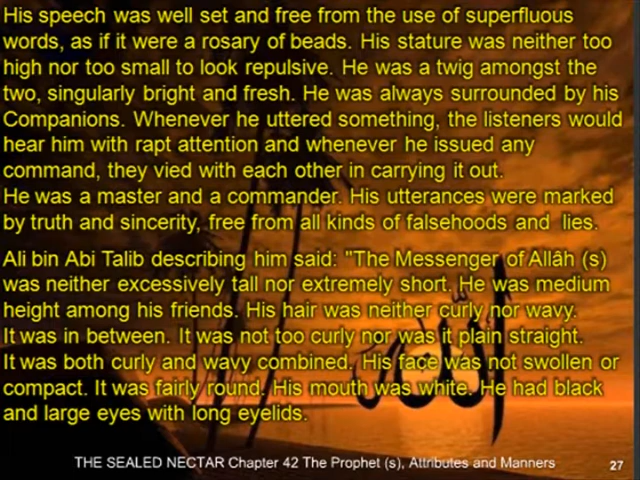 His speech was well set and free from the use of superfluous
words, as if it were a rosary of beads. His stature was neither too
high nor too small to look repulsive. He was a twig amongst the
two, singularly bright and fresh. He was always surrounded by his
Companions. Whenever he uttered something, the listeners would
hear him with rapt attention and whenever he issued any
command, they vied with each other in carrying it out.
He was a master and a commander. His utterances were marked
by truth and sincerity, free from all kinds of falsehoods and lies.
Ali bin Abi Talib describing him said: "The Messenger of Allâh (s)
was neither excessively tall nor extremely short. He was medium
height among his friends. His hair was neither curly nor wavy.
It was in between. It was not too curly nor was it plain straight.
It was both curly and wavy combined. His face was not swollen or
compact. It was fairly round. His mouth was white. He had black
and large eyes with long eyelids.
الله
THE SEALED NECTAR Chapter 42 The Prophet (s), Attributes and Manners
27